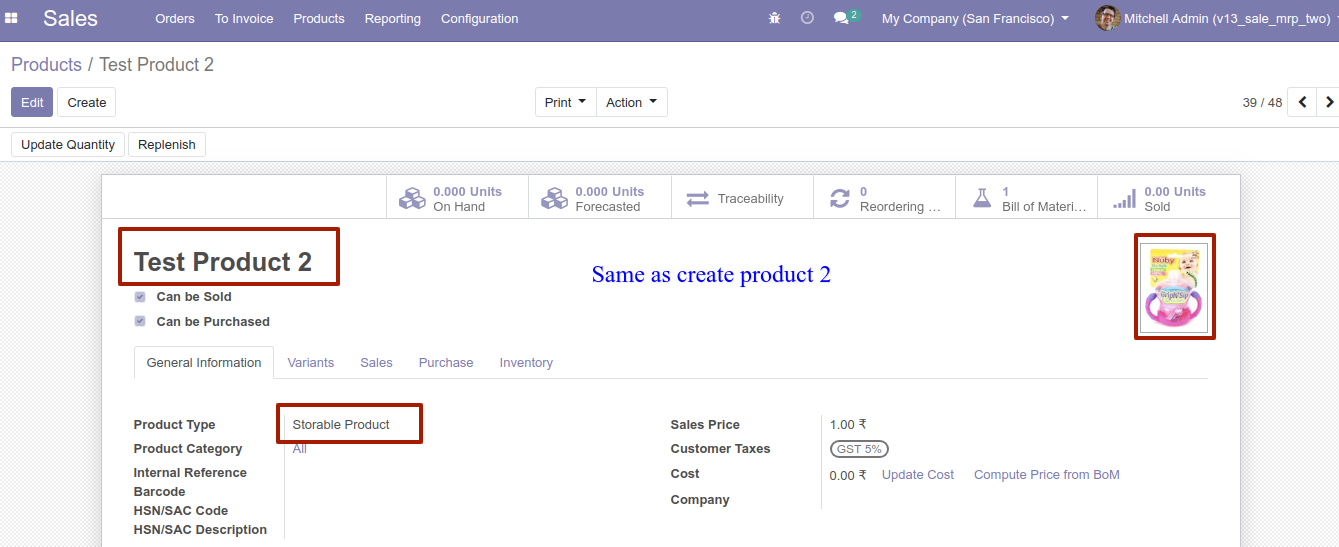 Sales Orders To Invoice Products Reporting Configuration 2 My Company (San Francisco) Mitchell Admin (v13_sale_mrp_two)
Products / Test Product 2
Edit Create Print Action 39 / 48
Update Quantity Replenish
0.000 Units On Hand
0.000 Units Forecasted
Traceability
0 Reordering ...
1 Bill of Materi...
0.00 Units Sold
Test Product 2
Same as create product 2
Nuby
Grip N' Sip
Can be Sold
Can be Purchased
General Information Variants Sales Purchase Inventory
Product Type Storable Product
Product Category All
Internal Reference
Barcode
HSN/SAC Code
HSN/SAC Description
Sales Price 1.00 ₹
Customer Taxes GST 5%
Cost 0.00 ₹ Update Cost Compute Price from BoM
Company